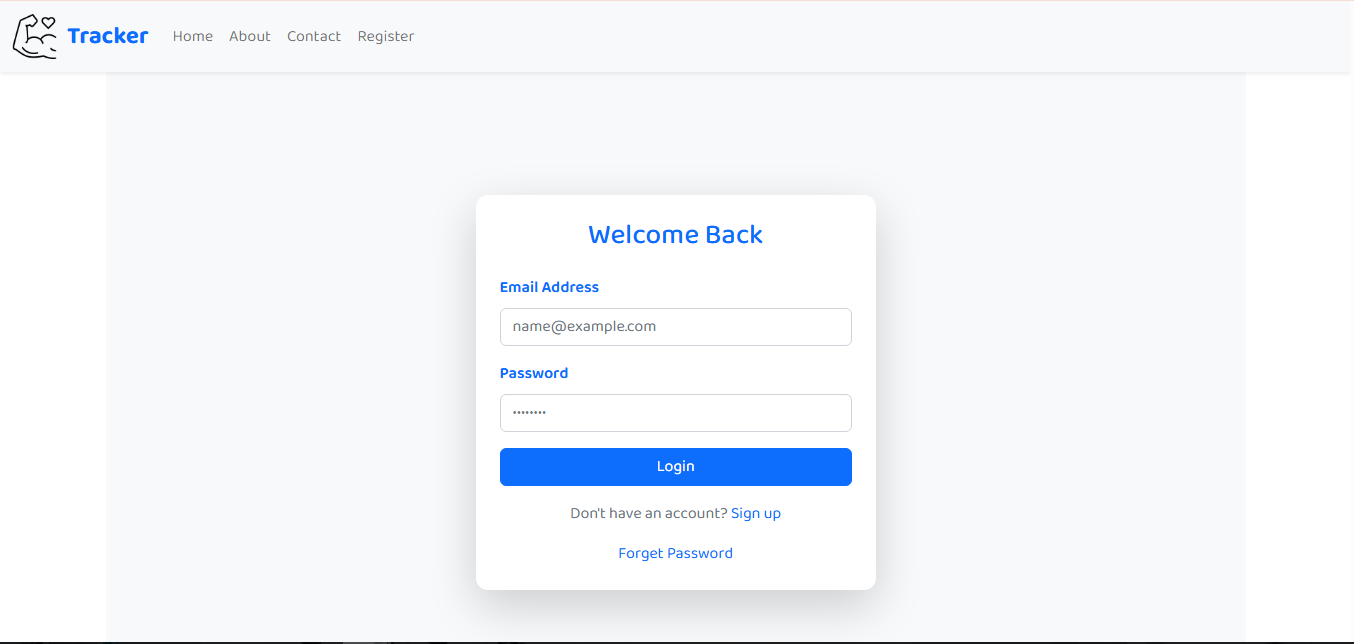 Tracker Home About Contact Register
Welcome Back
Email Address
name@example.com
Password
••••••••
Login
Don't have an account? Sign up
Forget Password